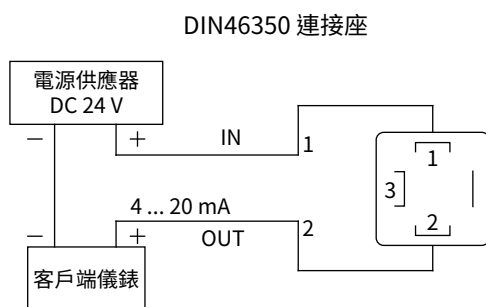 DIN46350 連接座
電源供應器
DC 24 V
－ ＋ IN 1
1
3
2
4 ... 20 mA
－ ＋ OUT 2
客戶端儀錶